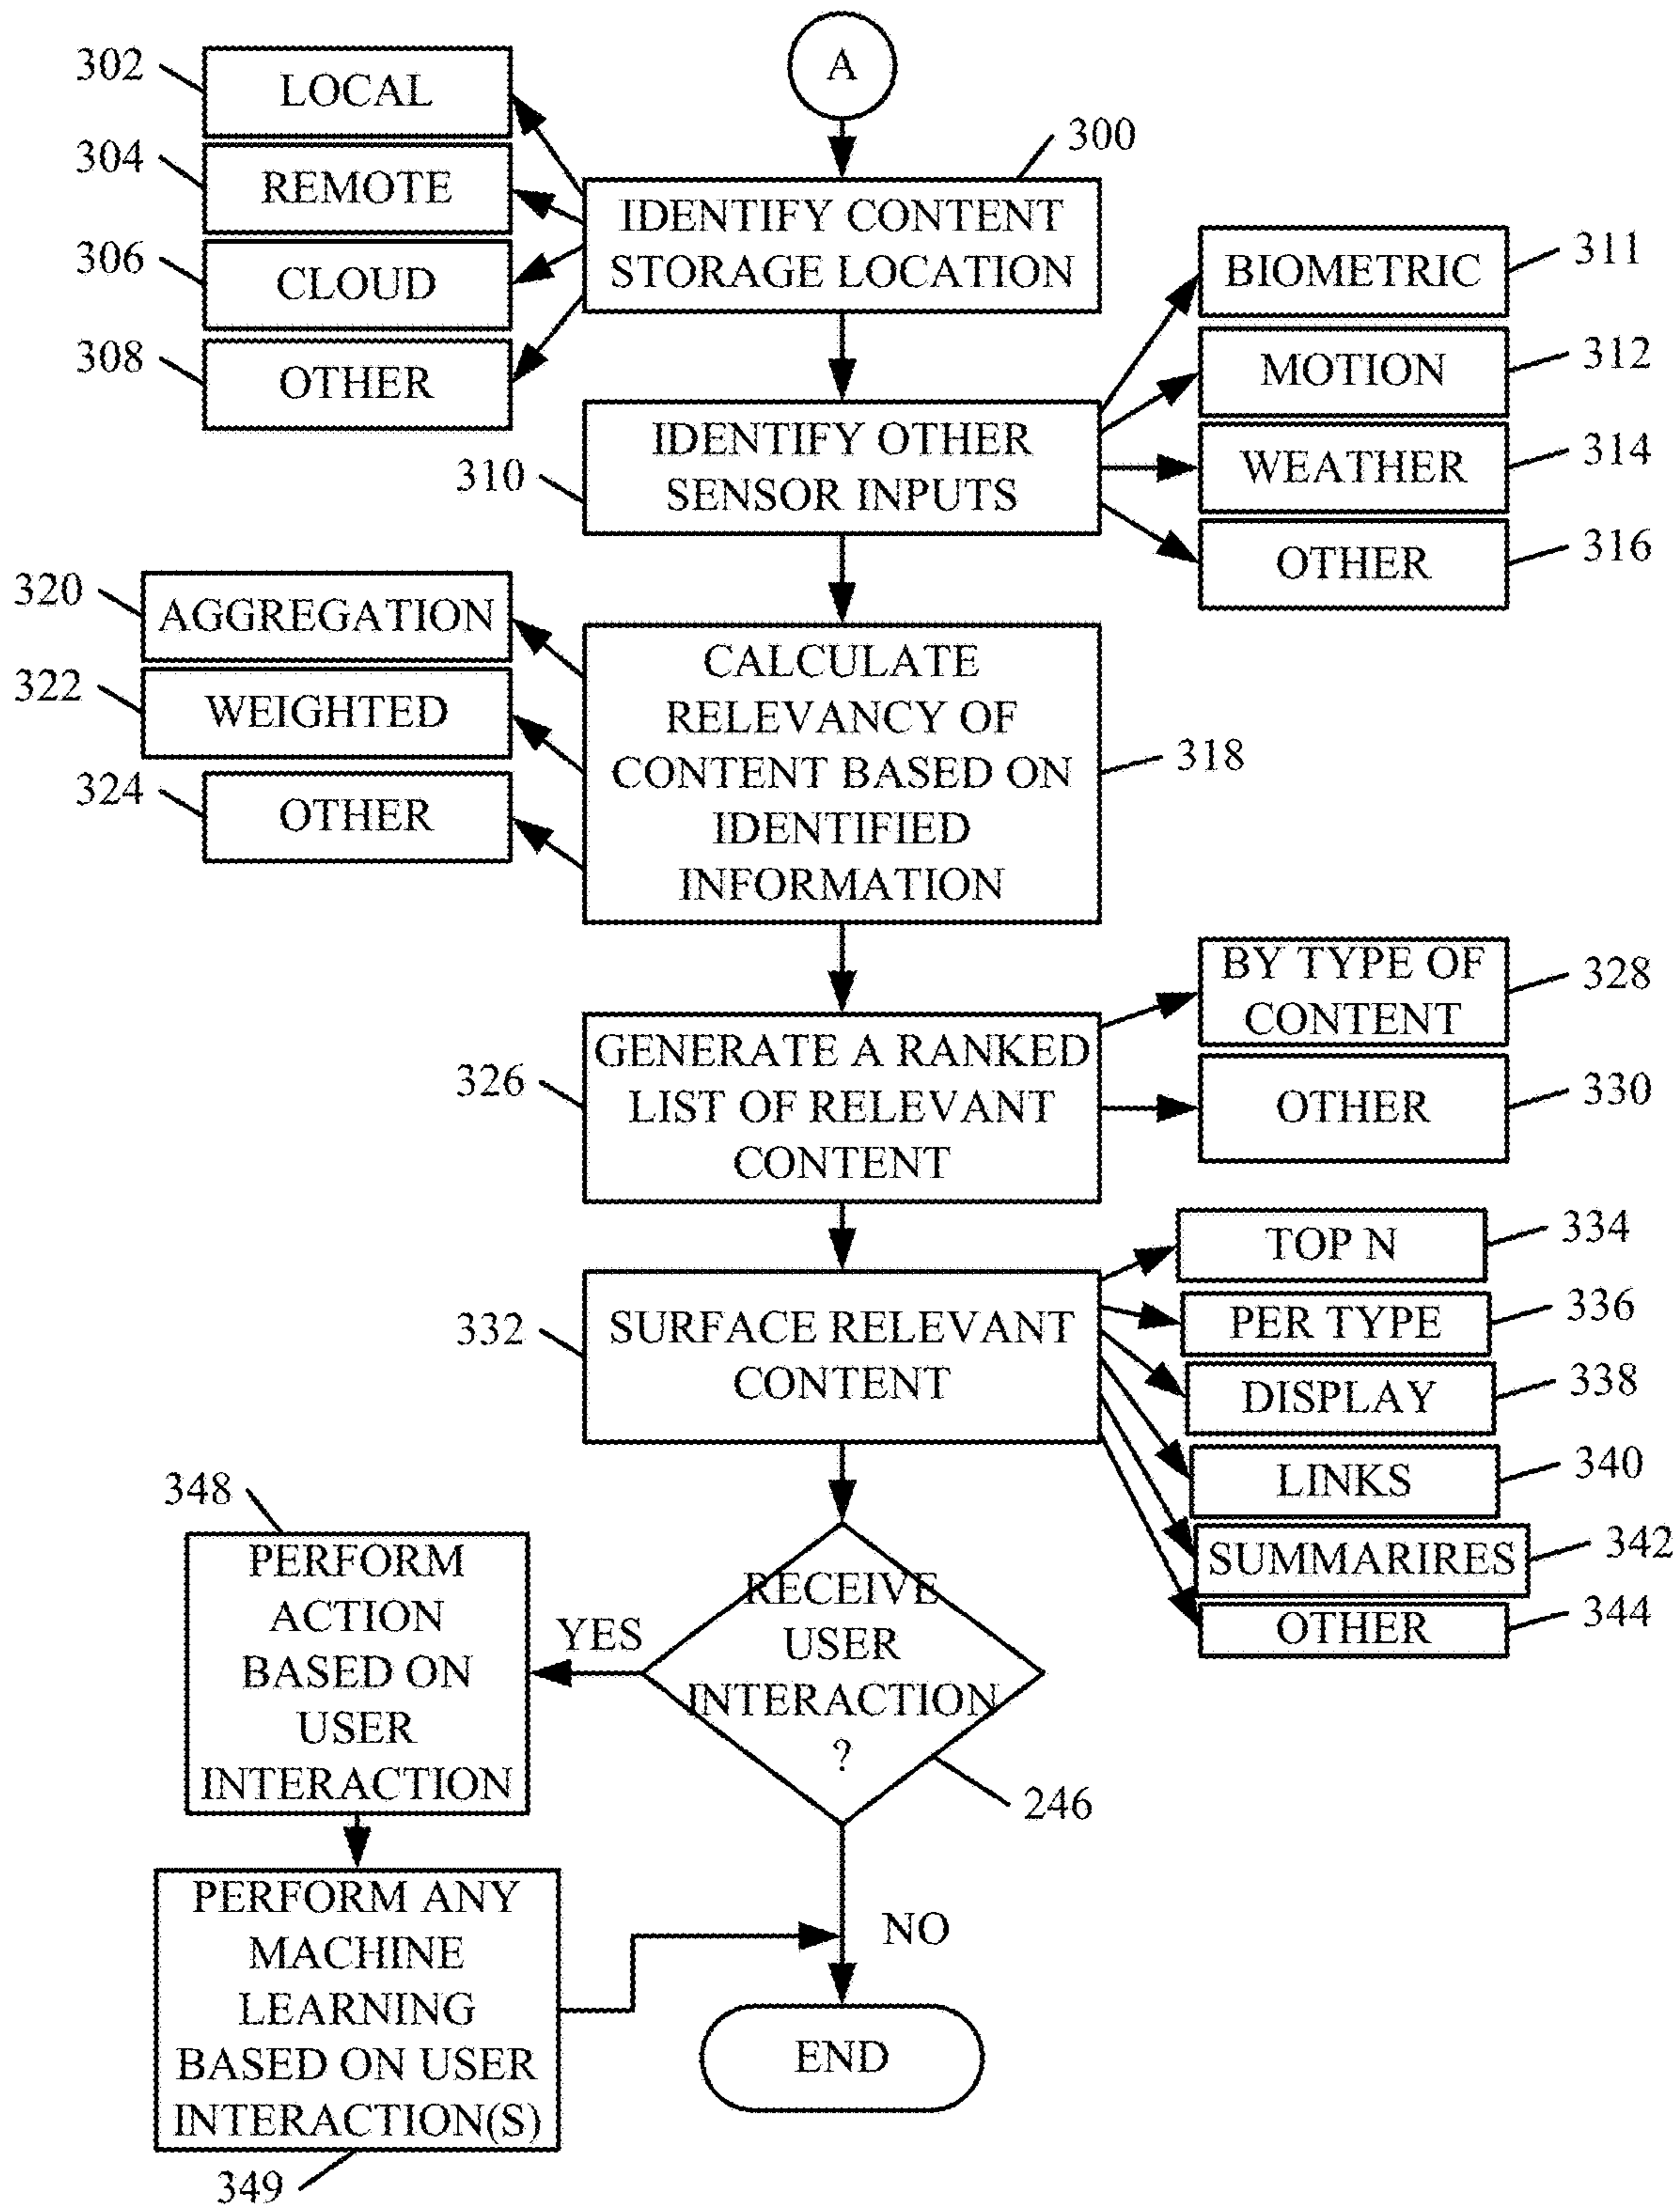 A
302
LOCAL
304
REMOTE
306
CLOUD
308
OTHER
300
IDENTIFY CONTENT
STORAGE LOCATION
310
IDENTIFY OTHER
SENSOR INPUTS
BIOMETRIC
311
MOTION
312
WEATHER
314
OTHER
316
320
AGGREGATION
322
WEIGHTED
324
OTHER
CALCULATE
RELEVANCY OF
CONTENT BASED ON
IDENTIFIED
INFORMATION
318
326
GENERATE A RANKED
LIST OF RELEVANT
CONTENT
BY TYPE OF
CONTENT
328
OTHER
330
332
SURFACE RELEVANT
CONTENT
TOP N
334
PER TYPE
336
DISPLAY
338
LINKS
340
SUMMARIRES
342
OTHER
344
RECEIVE
USER
INTERACTION
?
246
YES
348
PERFORM
ACTION
BASED ON
USER
INTERACTION
PERFORM ANY
MACHINE
LEARNING
BASED ON USER
INTERACTION(S)
349
NO
END